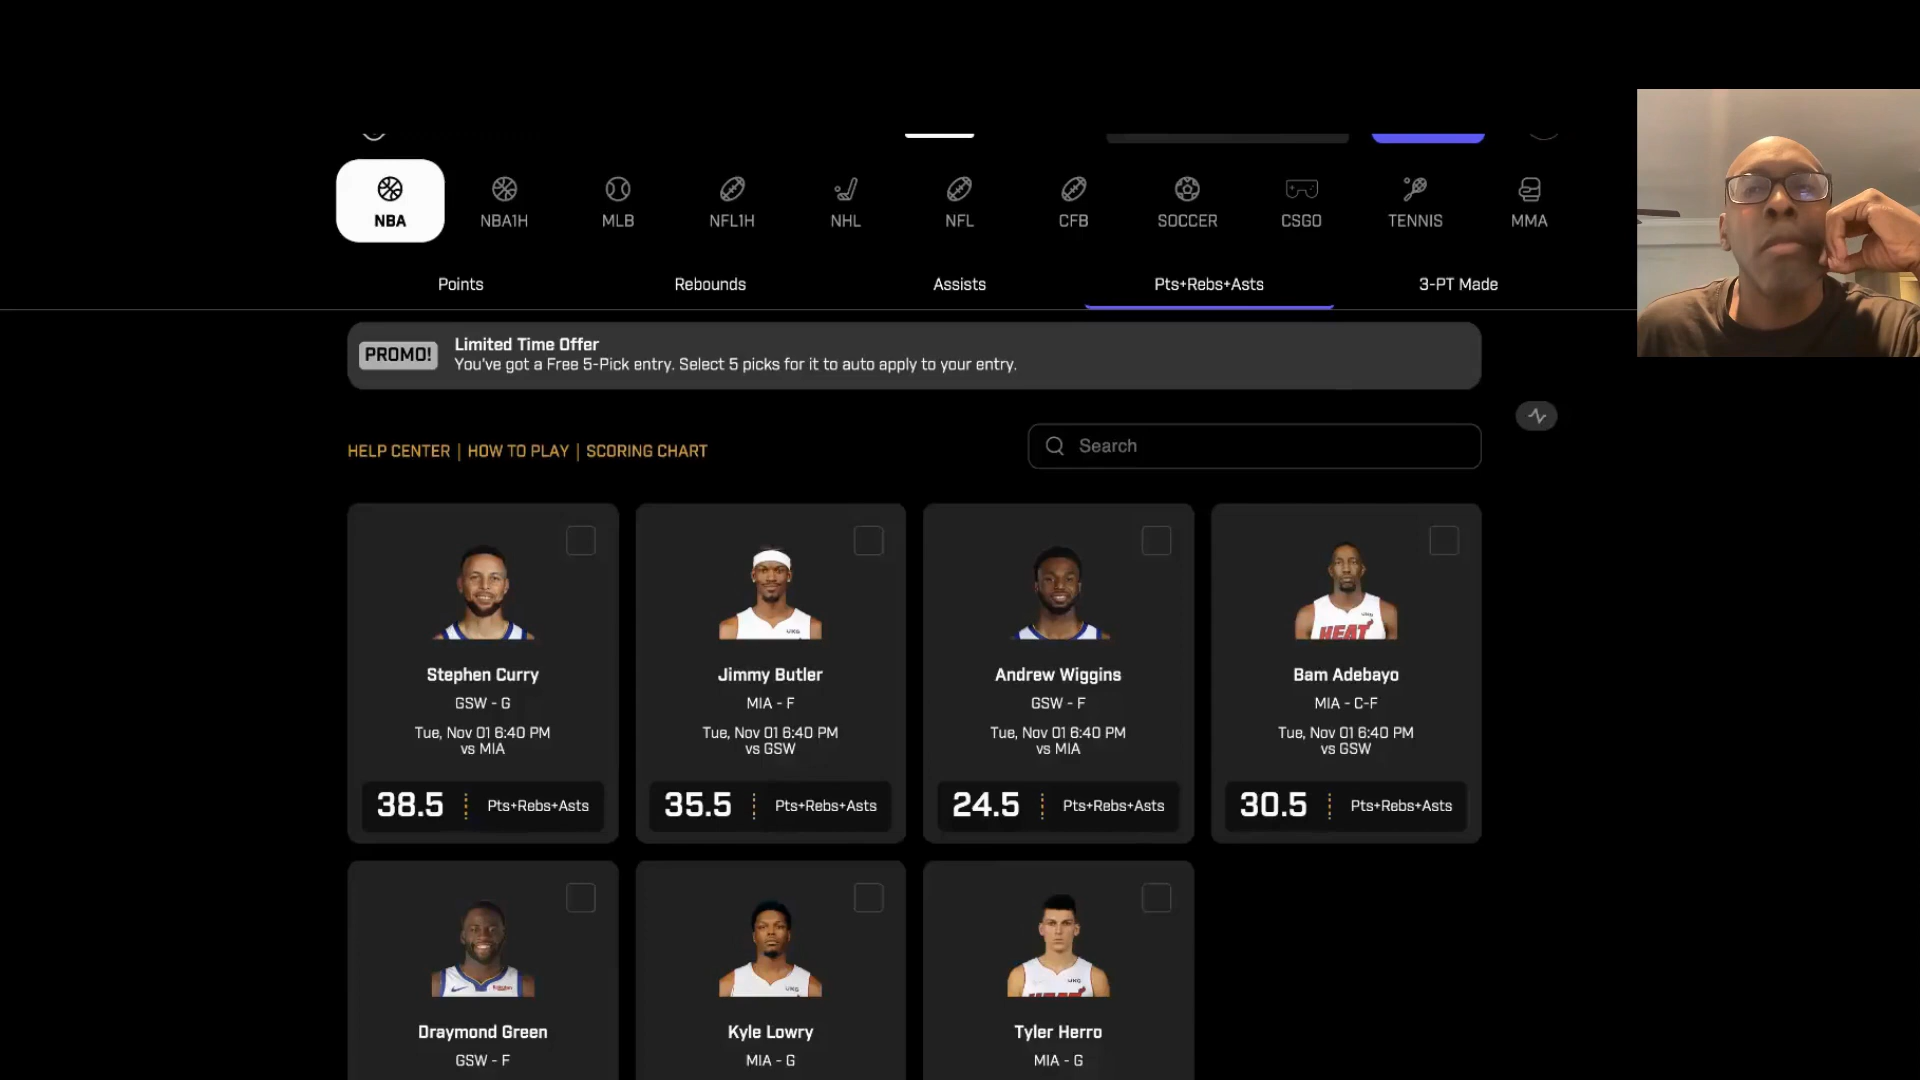 NBA
NBA1H
MLB
NFL1H
NHL
NFL
CFB
SOCCER
CSGO
TENNIS
MMA
Points
Rebounds
Assists
Pts+Rebs+Asts
3-PT Made
PROMO!
Limited Time Offer
You've got a Free 5-Pick entry. Select 5 picks for it to auto apply to your entry.
HELP CENTER | HOW TO PLAY | SCORING CHART
Search
Stephen Curry
GSW - G
Tue, Nov 01 6:40 PM
vs MIA
38.5 Pts+Rebs+Asts
Jimmy Butler
MIA - F
Tue, Nov 01 6:40 PM
vs GSW
35.5 Pts+Rebs+Asts
Andrew Wiggins
GSW - F
Tue, Nov 01 6:40 PM
vs MIA
24.5 Pts+Rebs+Asts
HEAT
Bam Adebayo
MIA - C-F
Tue, Nov 01 6:40 PM
vs GSW
30.5 Pts+Rebs+Asts
Draymond Green
GSW - F
Kyle Lowry
MIA - G
Tyler Herro
MIA - G